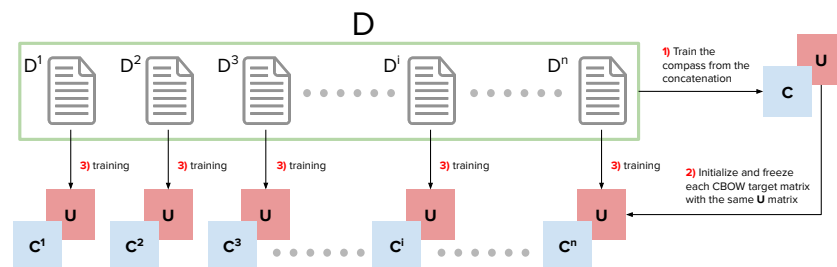 D
D¹ D² D³ Dⁱ Dⁿ
1) Train the
compass from the
concatenation
U
C
3) training 3) training 3) training 3) training 3) training
2) Initialize and freeze
each CBOW target matrix
with the same U matrix
U U U U U
C¹ C² C³ Cⁱ Cⁿ